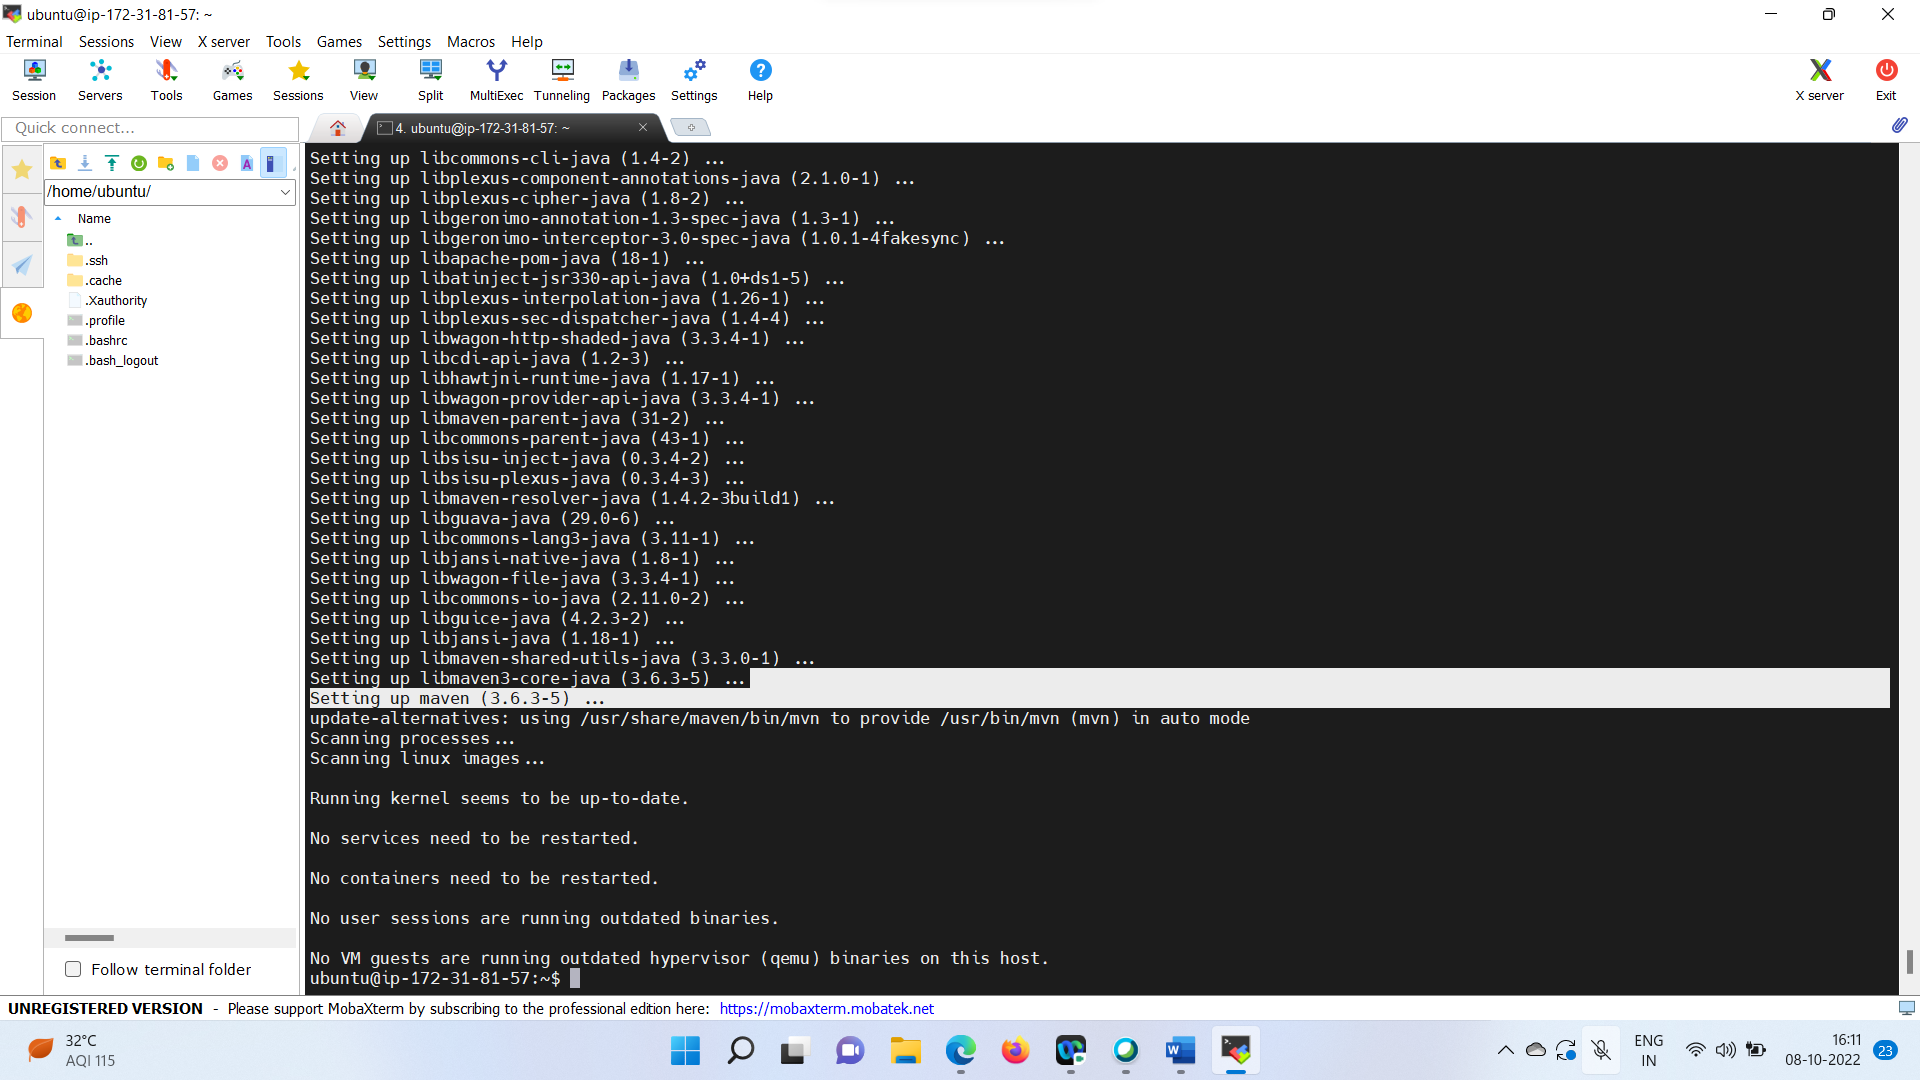 ubuntu@ip-172-31-81-57: ~
Terminal Sessions View X server Tools Games Settings Macros Help
Session Servers Tools Games Sessions View Split MultiExec Tunneling Packages Settings Help X server Exit
Quick connect...
4. ubuntu@ip-172-31-81-57: ~
/home/ubuntu/
Name
..
.ssh
.cache
.Xauthority
.profile
.bashrc
.bash_logout
Follow terminal folder
Setting up libcommons-cli-java (1.4-2) ...
Setting up libplexus-component-annotations-java (2.1.0-1) ...
Setting up libplexus-cipher-java (1.8-2) ...
Setting up libgeronimo-annotation-1.3-spec-java (1.3-1) ...
Setting up libgeronimo-interceptor-3.0-spec-java (1.0.1-4fakesync) ...
Setting up libapache-pom-java (18-1) ...
Setting up libatinject-jsr330-api-java (1.0+ds1-5) ...
Setting up libplexus-interpolation-java (1.26-1) ...
Setting up libplexus-sec-dispatcher-java (1.4-4) ...
Setting up libwagon-http-shaded-java (3.3.4-1) ...
Setting up libcdi-api-java (1.2-3) ...
Setting up libhawtjni-runtime-java (1.17-1) ...
Setting up libwagon-provider-api-java (3.3.4-1) ...
Setting up libmaven-parent-java (31-2) ...
Setting up libcommons-parent-java (43-1) ...
Setting up libsisu-inject-java (0.3.4-2) ...
Setting up libsisu-plexus-java (0.3.4-3) ...
Setting up libmaven-resolver-java (1.4.2-3build1) ...
Setting up libguava-java (29.0-6) ...
Setting up libcommons-lang3-java (3.11-1) ...
Setting up libjansi-native-java (1.8-1) ...
Setting up libwagon-file-java (3.3.4-1) ...
Setting up libcommons-io-java (2.11.0-2) ...
Setting up libguice-java (4.2.3-2) ...
Setting up libjansi-java (1.18-1) ...
Setting up libmaven-shared-utils-java (3.3.0-1) ...
Setting up libmaven3-core-java (3.6.3-5) ...
Setting up maven (3.6.3-5) ...
update-alternatives: using /usr/share/maven/bin/mvn to provide /usr/bin/mvn (mvn) in auto mode
Scanning processes...
Scanning linux images...
Running kernel seems to be up-to-date.
No services need to be restarted.
No containers need to be restarted.
No user sessions are running outdated binaries.
No VM guests are running outdated hypervisor (qemu) binaries on this host.
ubuntu@ip-172-31-81-57:~$
UNREGISTERED VERSION - Please support MobaXterm by subscribing to the professional edition here: https://mobaxterm.mobatek.net
32°C
AQI 115
ENG
IN
16:11
08-10-2022
23